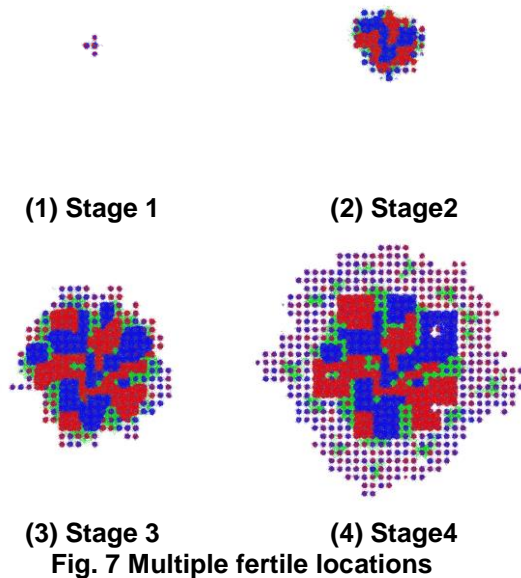 (1) Stage 1
(2) Stage2
(3) Stage 3
(4) Stage4
Fig. 7 Multiple fertile locations